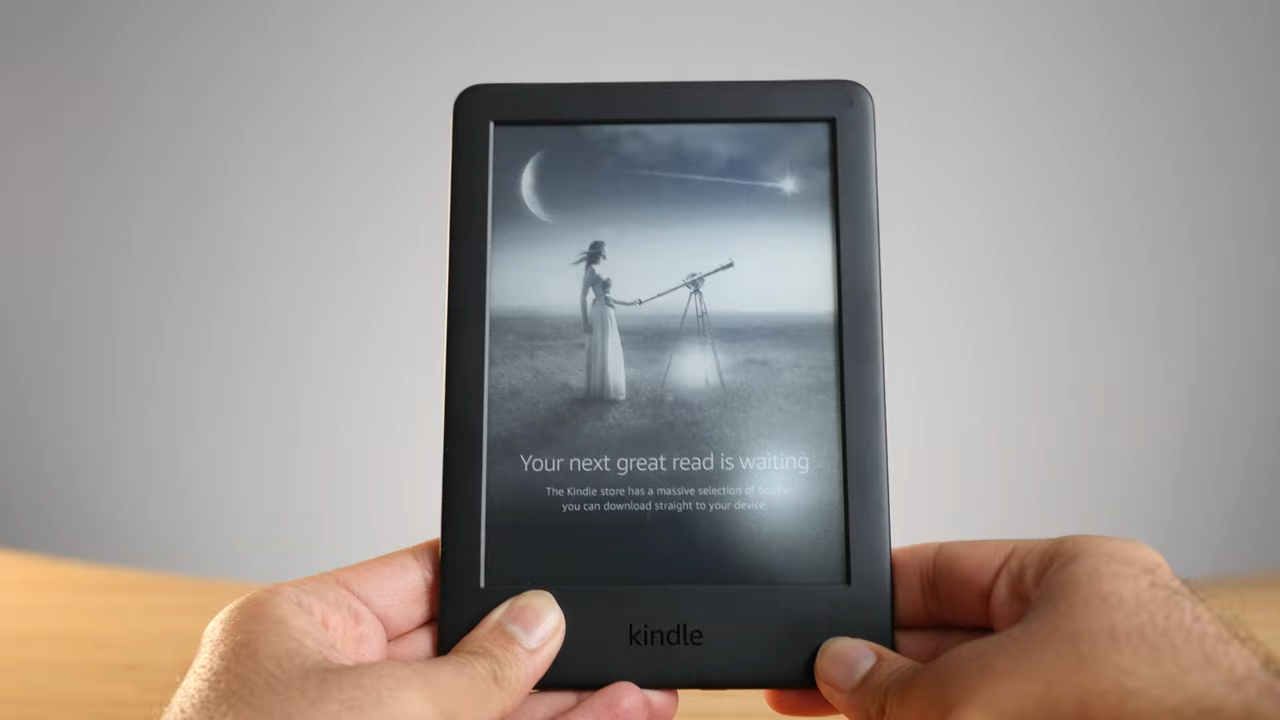 Your next great read is waiting
The Kindle store has a massive selection of books
you can download straight to your device.
kindle